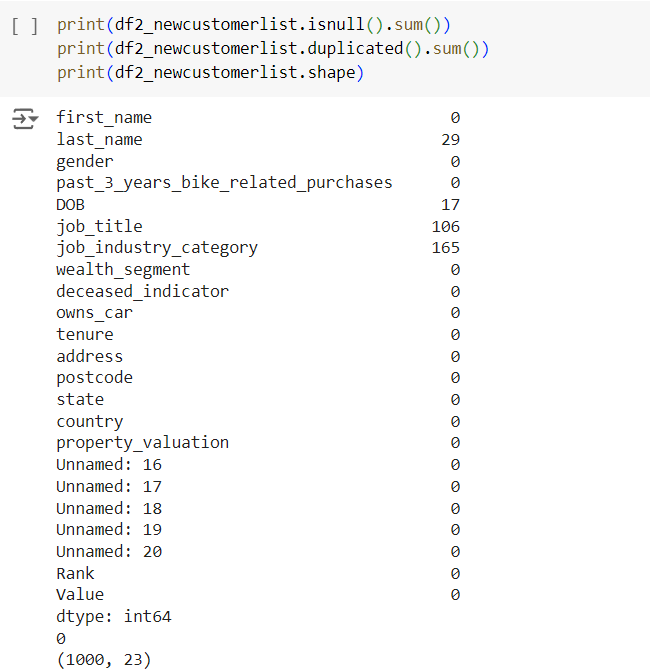 [ ] print(df2_newcustomerlist.isnull().sum())
print(df2_newcustomerlist.duplicated().sum())
print(df2_newcustomerlist.shape)
first_name 0
last_name 29
gender 0
past_3_years_bike_related_purchases 0
DOB 17
job_title 106
job_industry_category 165
wealth_segment 0
deceased_indicator 0
owns_car 0
tenure 0
address 0
postcode 0
state 0
country 0
property_valuation 0
Unnamed: 16 0
Unnamed: 17 0
Unnamed: 18 0
Unnamed: 19 0
Unnamed: 20 0
Rank 0
Value 0
dtype: int64
0
(1000, 23)